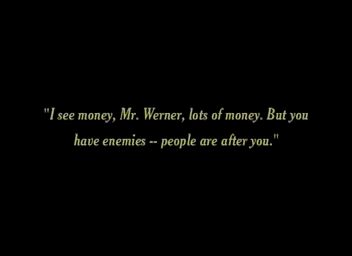 "I see money, Mr. Werner, lots of money. But you
have enemies -- people are after you."